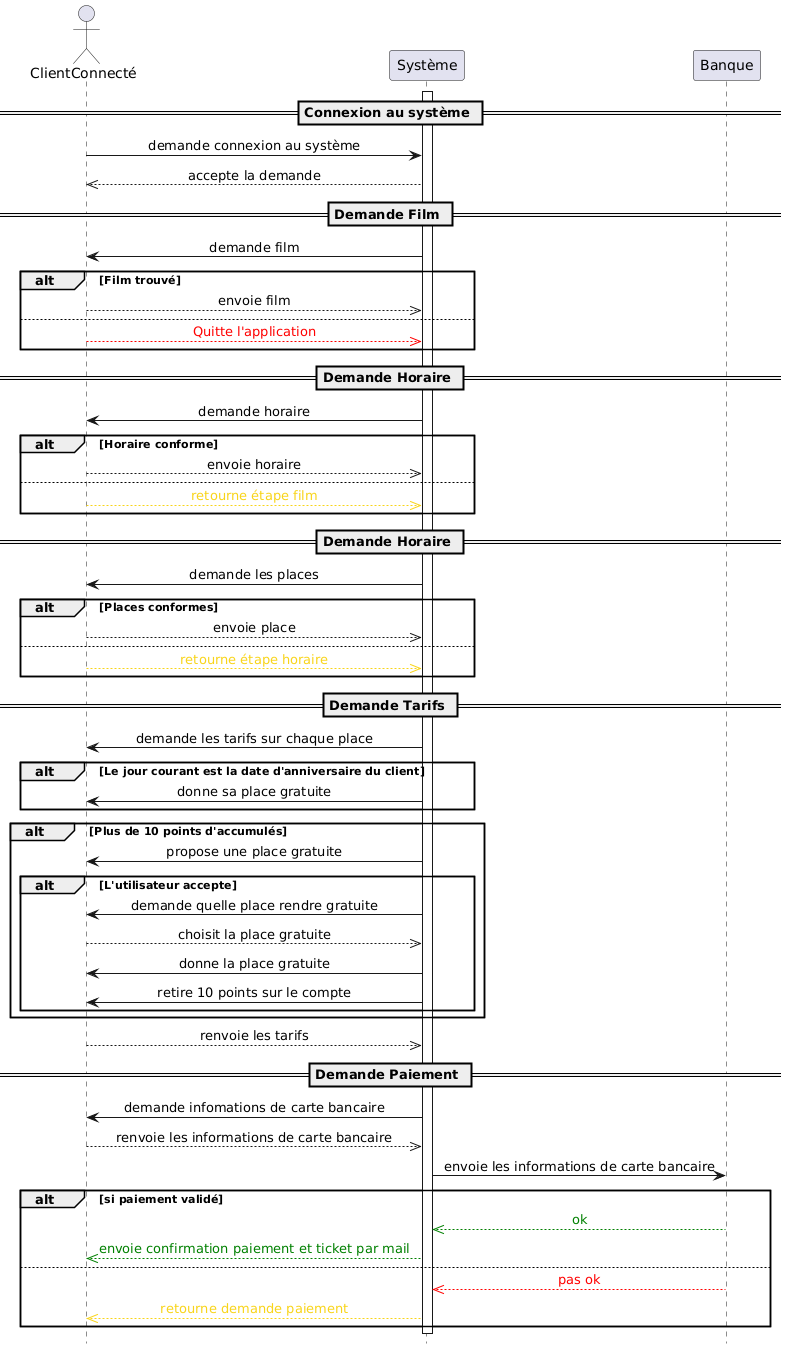 ClientConnecté
Système
Banque
Connexion au système
demande connexion au système
accepte la demande
Demande Film
demande film
alt [Film trouvé]
envoie film
Quitte l'application
Demande Horaire
demande horaire
alt [Horaire conforme]
envoie horaire
retourne étape film
Demande Horaire
demande les places
alt [Places conformes]
envoie place
retourne étape horaire
Demande Tarifs
demande les tarifs sur chaque place
alt [Le jour courant est la date d'anniversaire du client]
donne sa place gratuite
alt [Plus de 10 points d'accumulés]
propose une place gratuite
alt [L'utilisateur accepte]
demande quelle place rendre gratuite
choisit la place gratuite
donne la place gratuite
retire 10 points sur le compte
renvoie les tarifs
Demande Paiement
demande infomations de carte bancaire
renvoie les informations de carte bancaire
envoie les informations de carte bancaire
alt [si paiement validé]
ok
envoie confirmation paiement et ticket par mail
pas ok
retourne demande paiement